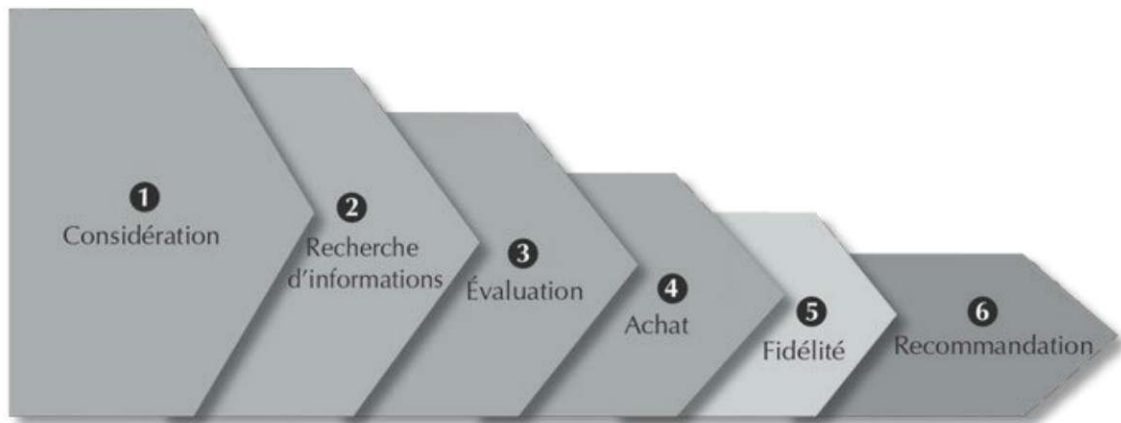 1
Considération
2
Recherche
d'informations
3
Évaluation
4
Achat
5
Fidélité
6
Recommandation